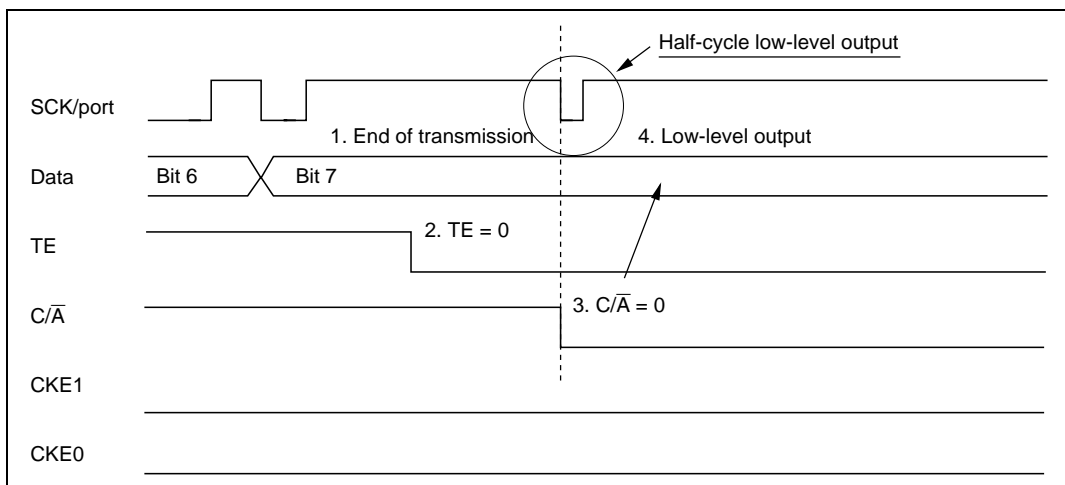 Half-cycle low-level output
SCK/port
1. End of transmission
4. Low-level output
Data
Bit 6
Bit 7
TE
2. TE = 0
C/A̅
3. C/A̅ = 0
CKE1
CKE0